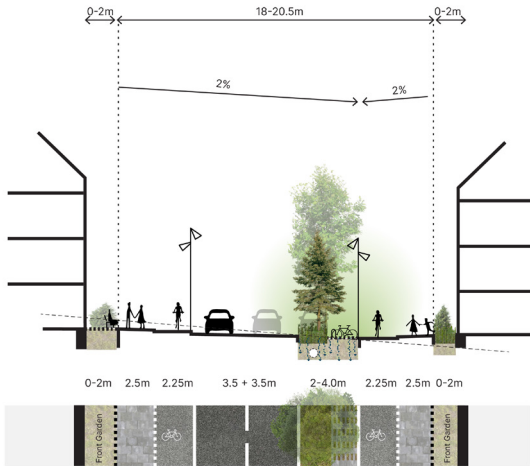 0-2m 18-20.5m 0-2m
2% 2%
0-2m 2.5m 2.25m 3.5 + 3.5m 2-4.0m 2.25m 2.5m 0-2m
Front Garden
Front Garden